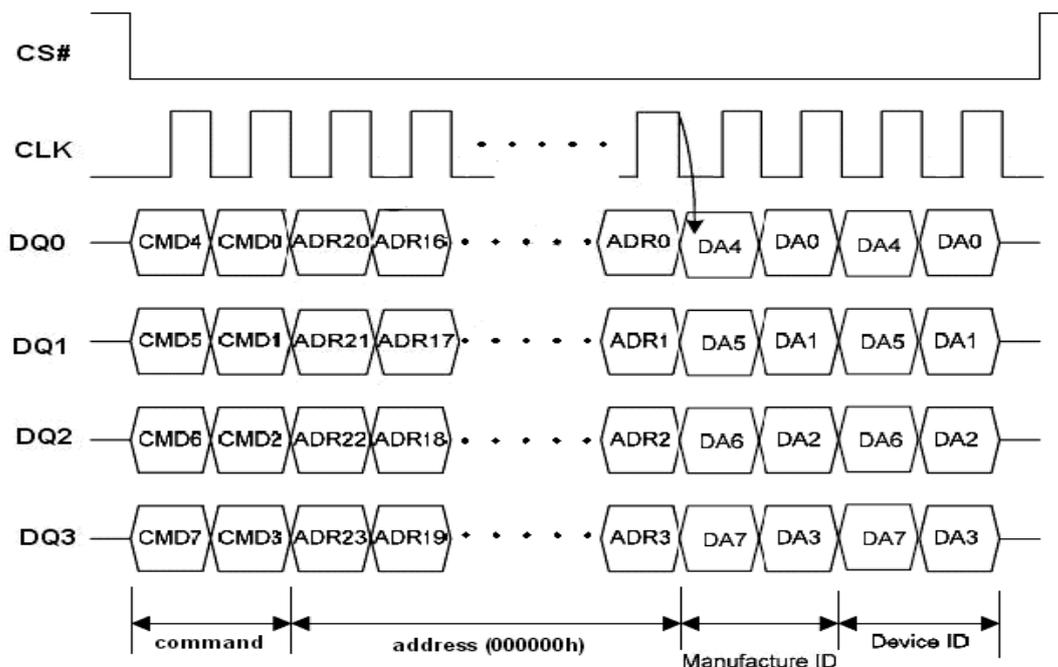 CS#
CLK
DQ0 CMD4 CMD0 ADR20 ADR16 ADR0 DA4 DA0 DA4 DA0
DQ1 CMD5 CMD1 ADR21 ADR17 ADR1 DA5 DA1 DA5 DA1
DQ2 CMD6 CMD2 ADR22 ADR18 ADR2 DA6 DA2 DA6 DA2
DQ3 CMD7 CMD3 ADR23 ADR19 ADR3 DA7 DA3 DA7 DA3
command address (000000h) Manufacture ID Device ID